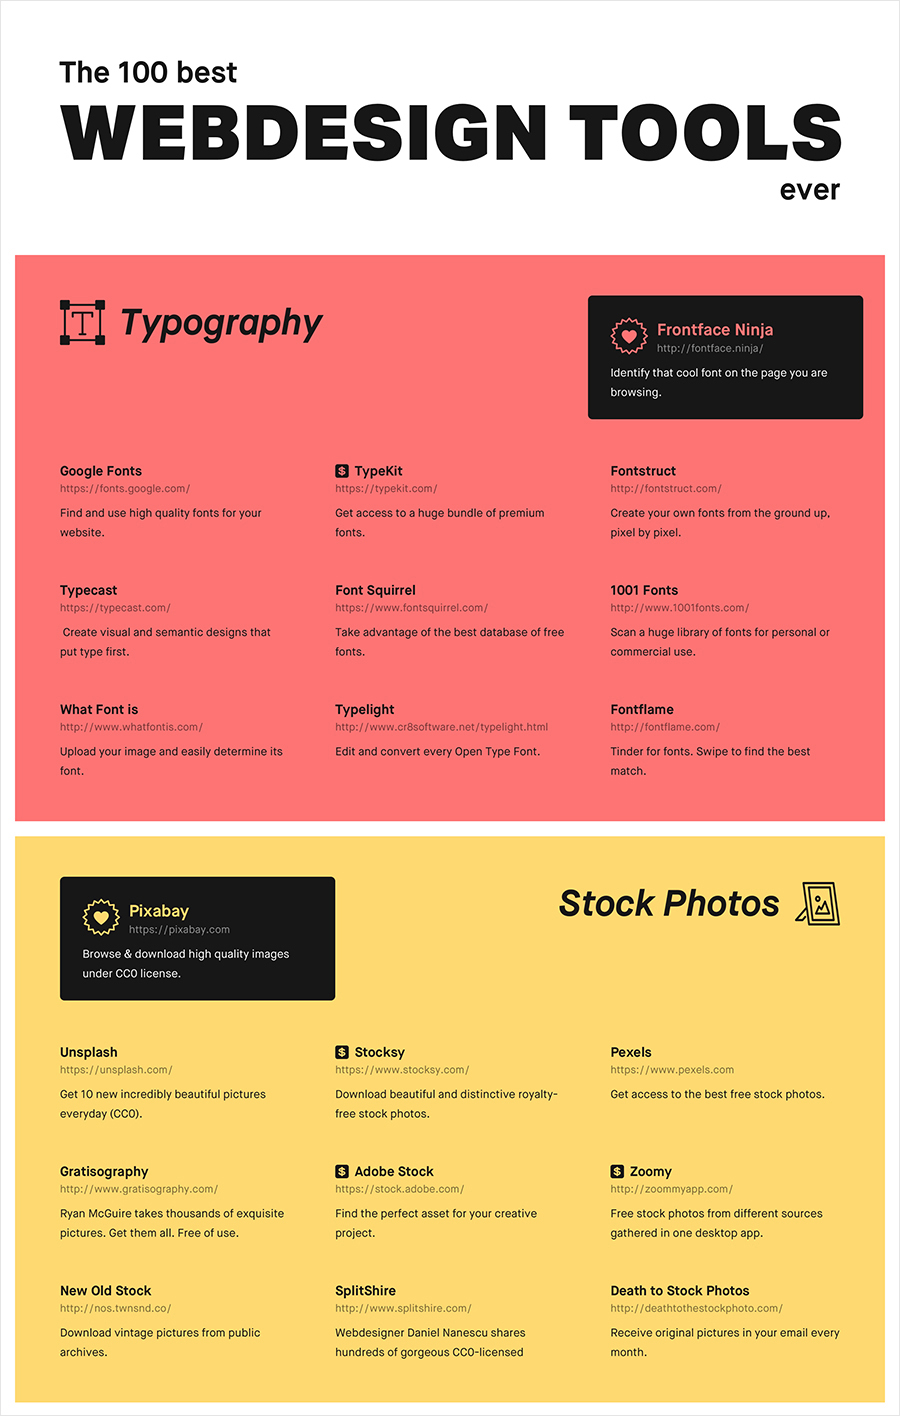 The 100 best
WEBDESIGN TOOLS
ever
T
Typography
Frontface Ninja
http://fontface.ninja/
Identify that cool font on the page you are
browsing.
Google Fonts
https://fonts.google.com/
Find and use high quality fonts for your
website.
$ TypeKit
https://typekit.com/
Get access to a huge bundle of premium
fonts.
Fontstruct
http://fontstruct.com/
Create your own fonts from the ground up,
pixel by pixel.
Typecast
https://typecast.com/
Create visual and semantic designs that
put type first.
Font Squirrel
https://www.fontsquirrel.com/
Take advantage of the best database of free
fonts.
1001 Fonts
http://www.1001fonts.com/
Scan a huge library of fonts for personal or
commercial use.
What Font is
http://www.whatfontis.com/
Upload your image and easily determine its
font.
Typelight
http://www.cr8software.net/typelight.html
Edit and convert every Open Type Font.
Fontflame
http://fontflame.com/
Tinder for fonts. Swipe to find the best
match.
Pixabay
https://pixabay.com
Browse & download high quality images
under CC0 license.
Stock Photos
Unsplash
https://unsplash.com/
Get 10 new incredibly beautiful pictures
everyday (CC0).
$ Stocksy
https://www.stocksy.com/
Download beautiful and distinctive royalty-
free stock photos.
Pexels
https://www.pexels.com
Get access to the best free stock photos.
Gratisography
http://www.gratisography.com/
Ryan McGuire takes thousands of exquisite
pictures. Get them all. Free of use.
$ Adobe Stock
https://stock.adobe.com/
Find the perfect asset for your creative
project.
$ Zoomy
http://zoommyapp.com/
Free stock photos from different sources
gathered in one desktop app.
New Old Stock
http://nos.twnsnd.co/
Download vintage pictures from public
archives.
SplitShire
http://www.splitshire.com/
Webdesigner Daniel Nanescu shares
hundreds of gorgeous CC0-licensed
Death to Stock Photos
http://deathtothestockphoto.com/
Receive original pictures in your email every
month.